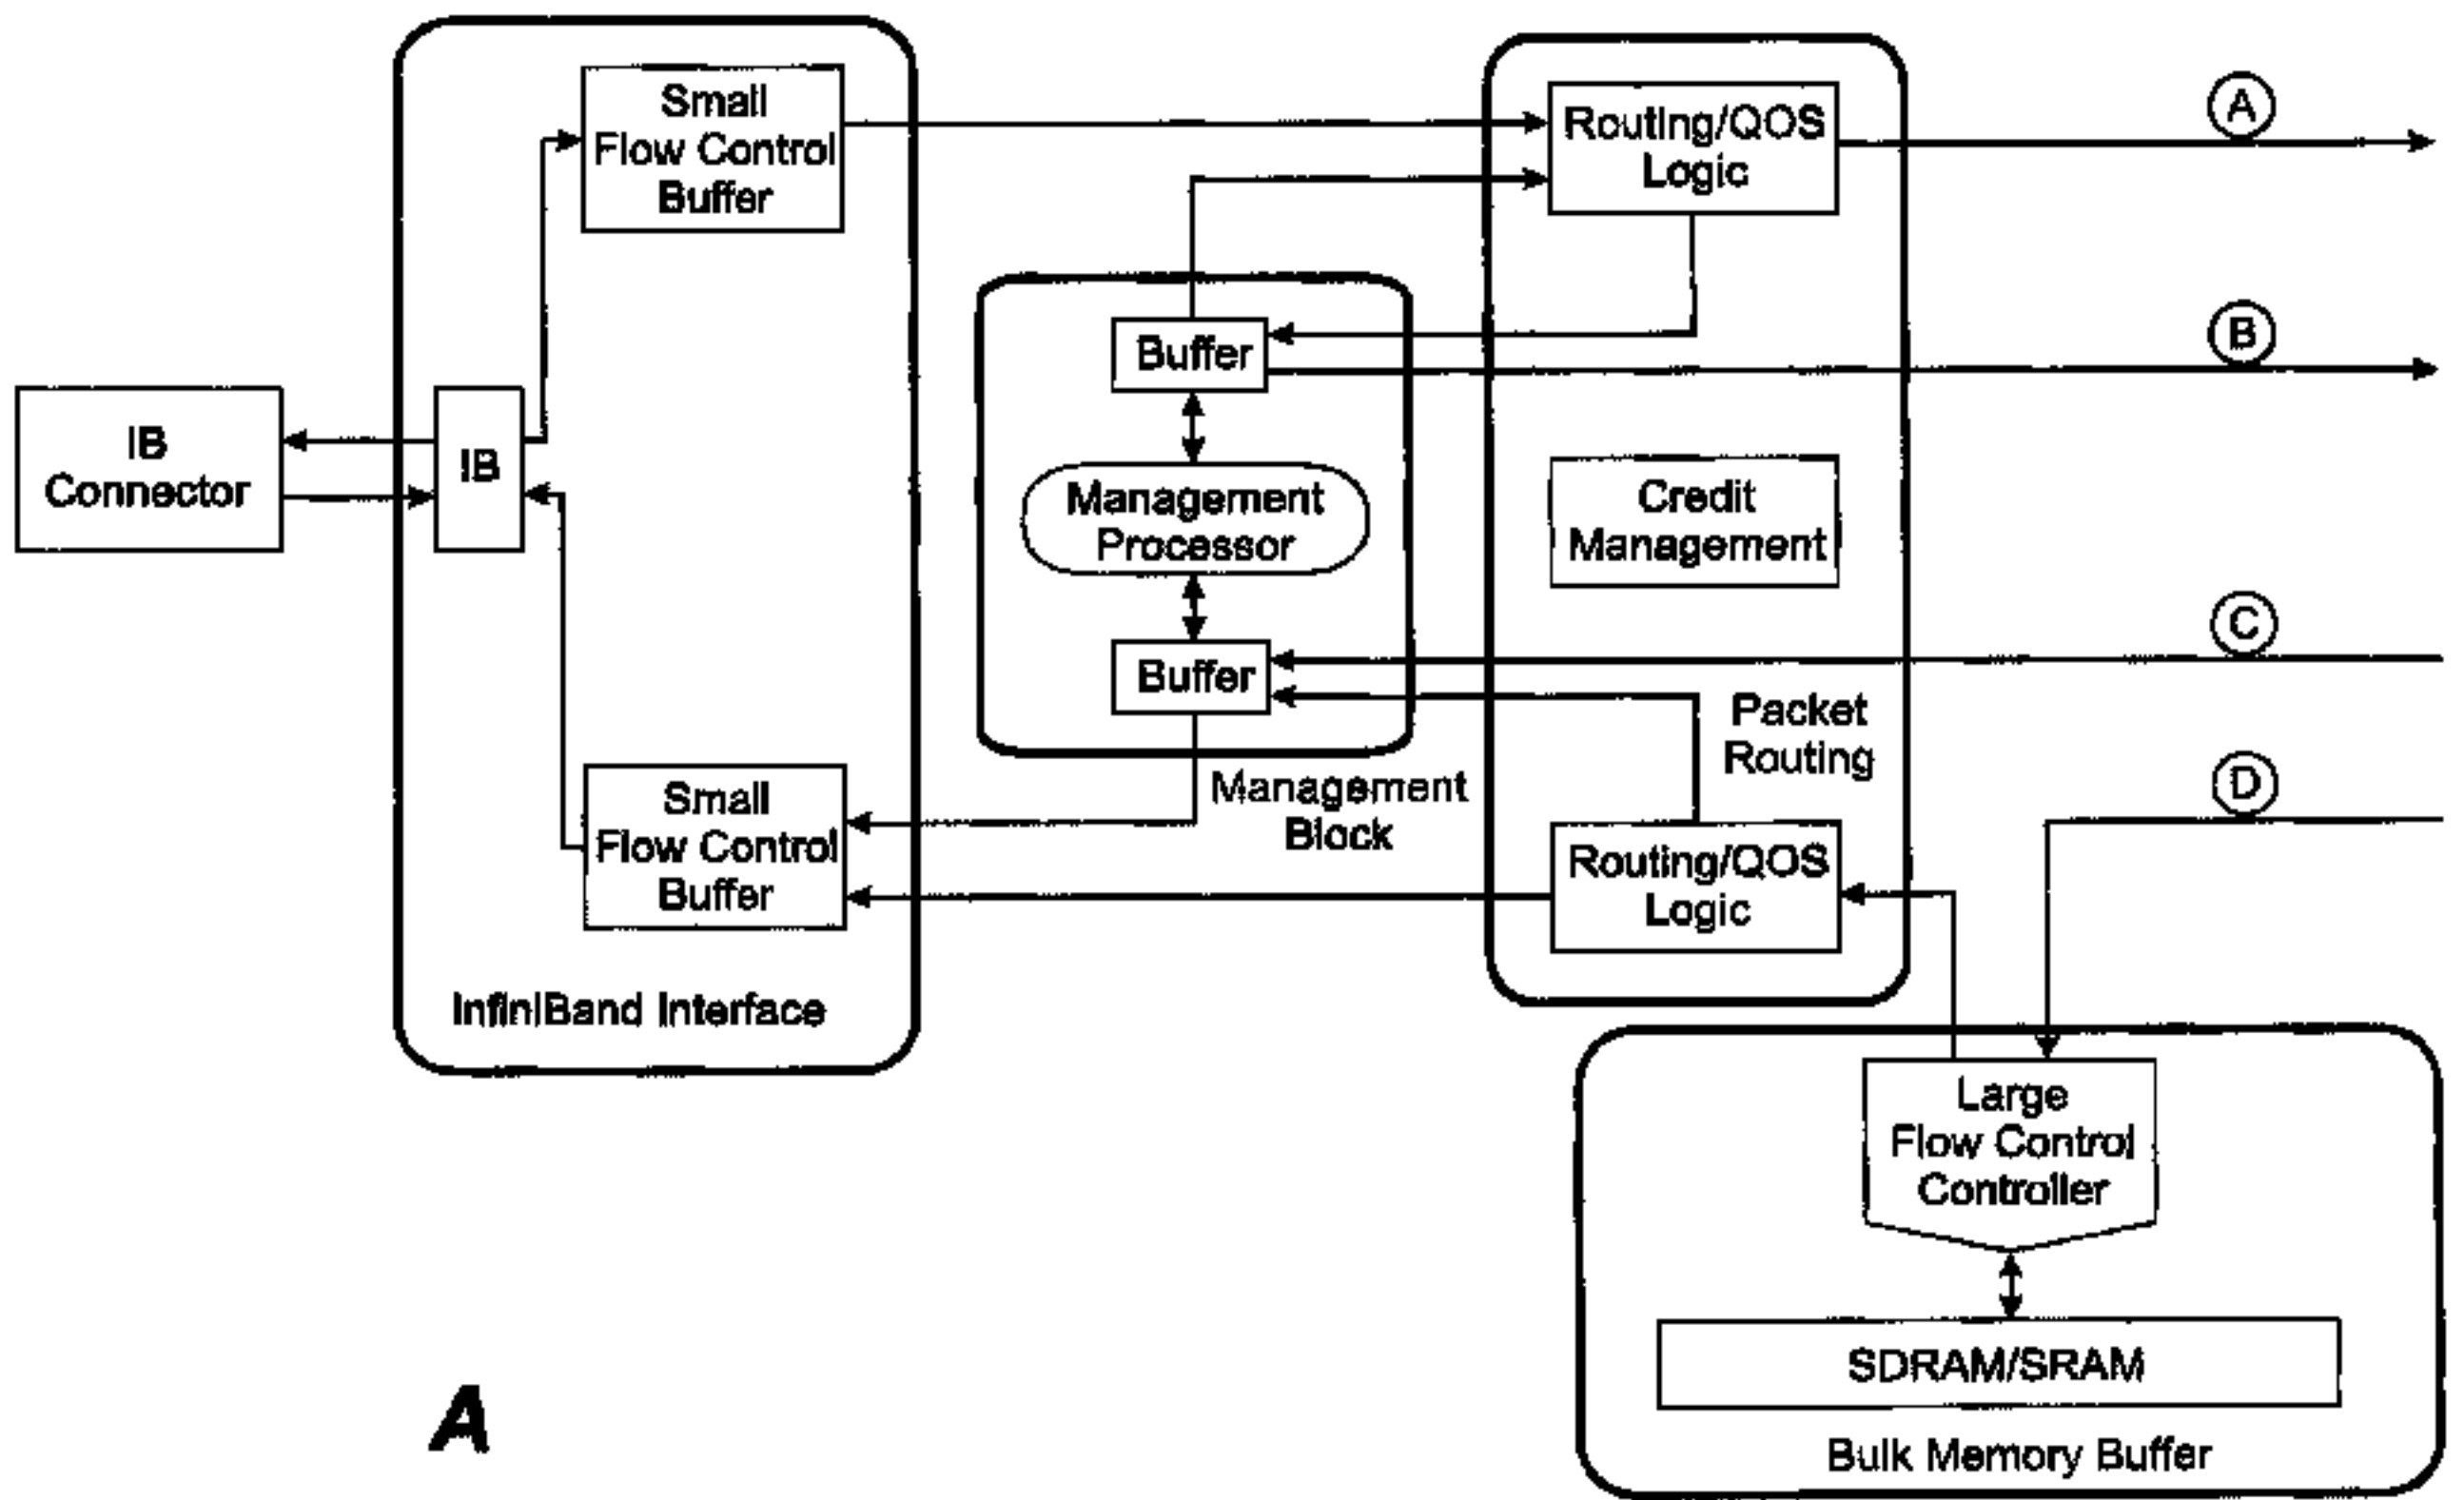 Small
Flow Control
Buffer
Routing/QOS
Logic
A
Buffer
B
IB
Connector
IB
Management
Processor
Credit
Management
Buffer
C
Packet
Routing
Management
Block
D
Small
Flow Control
Buffer
Routing/QOS
Logic
InfiniBand Interface
Large
Flow Control
Controller
SDRAM/SRAM
Bulk Memory Buffer
A